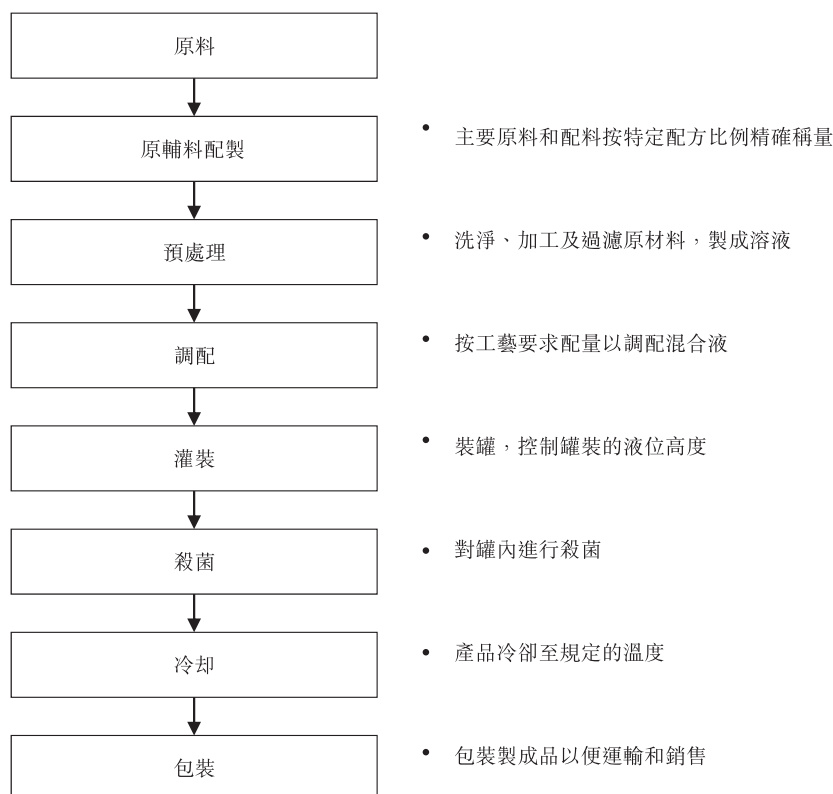 原料
原輔料配製
• 主要原料和配料按特定配方比例精確稱量
預處理
• 洗淨、加工及過濾原材料，製成溶液
調配
• 按工藝要求配量以調配混合液
灌裝
• 裝罐，控制罐裝的液位高度
殺菌
• 對罐內進行殺菌
冷却
• 產品冷卻至規定的溫度
包裝
• 包裝製成品以便運輸和銷售